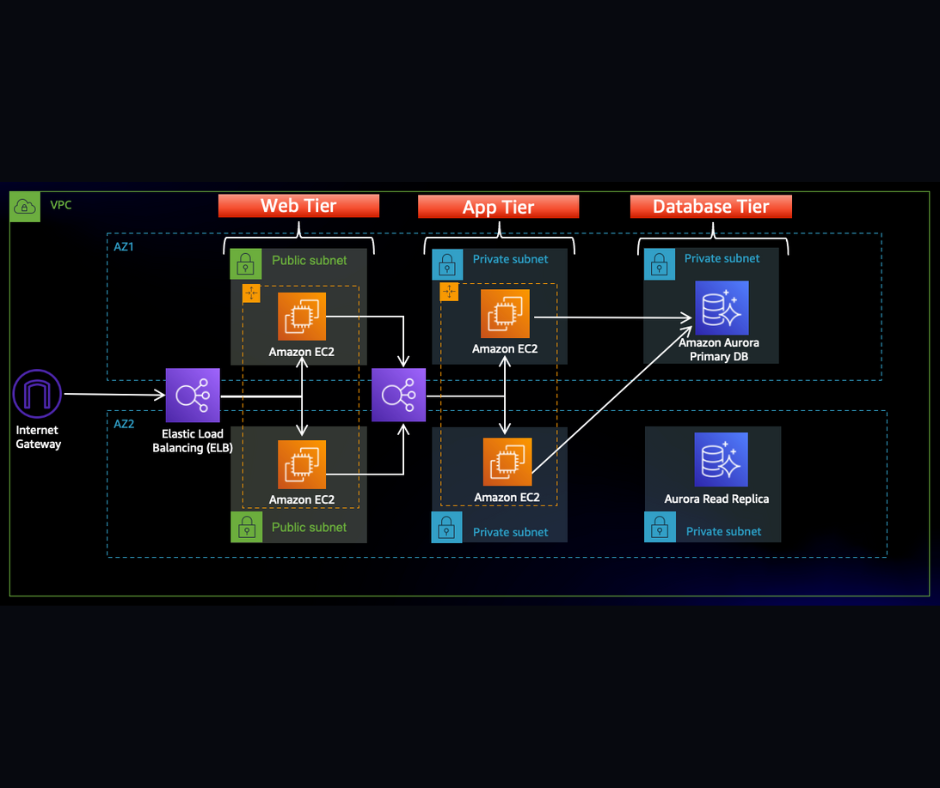 VPC
Web Tier
App Tier
Database Tier
AZ1
Public subnet
Private subnet
Private subnet
Amazon EC2
Amazon EC2
Amazon Aurora
Primary DB
Internet
Gateway
AZ2
Elastic Load
Balancing (ELB)
Amazon EC2
Amazon EC2
Aurora Read Replica
Public subnet
Private subnet
Private subnet